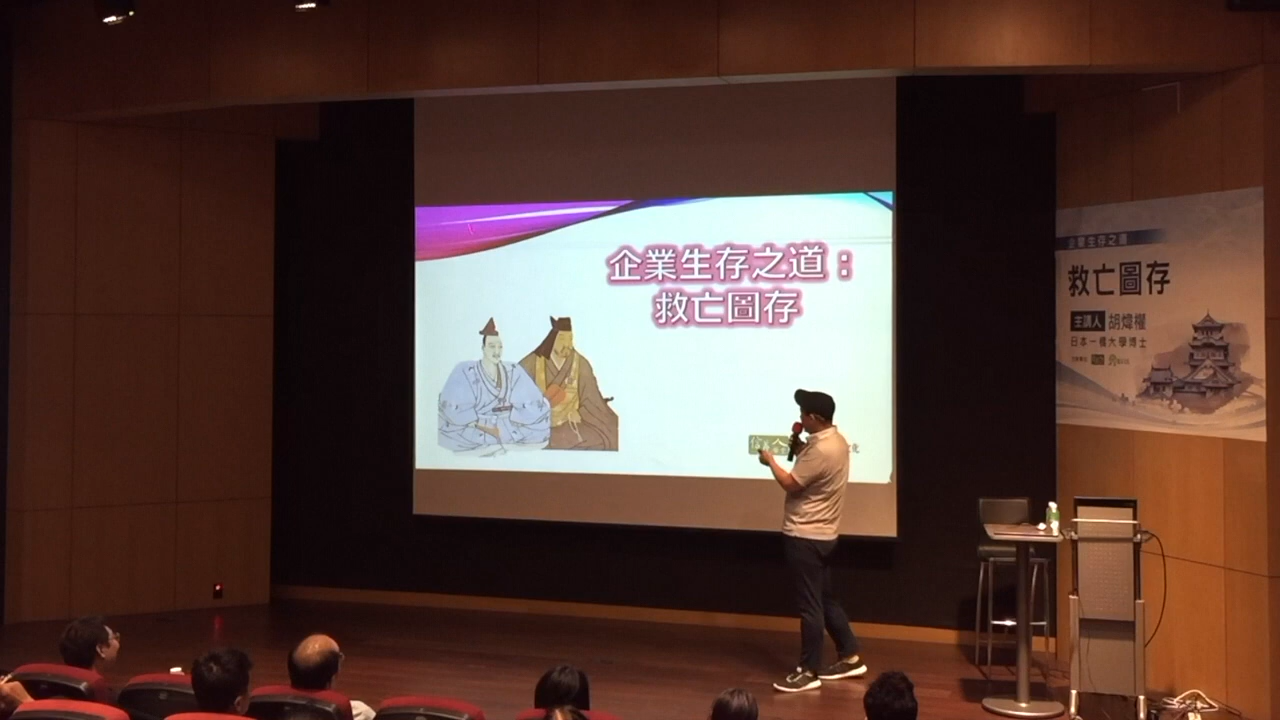 企業生存之道：
救亡圖存
企業生存之道
救亡圖存
主講人 胡煒權
日本一橋大學博士